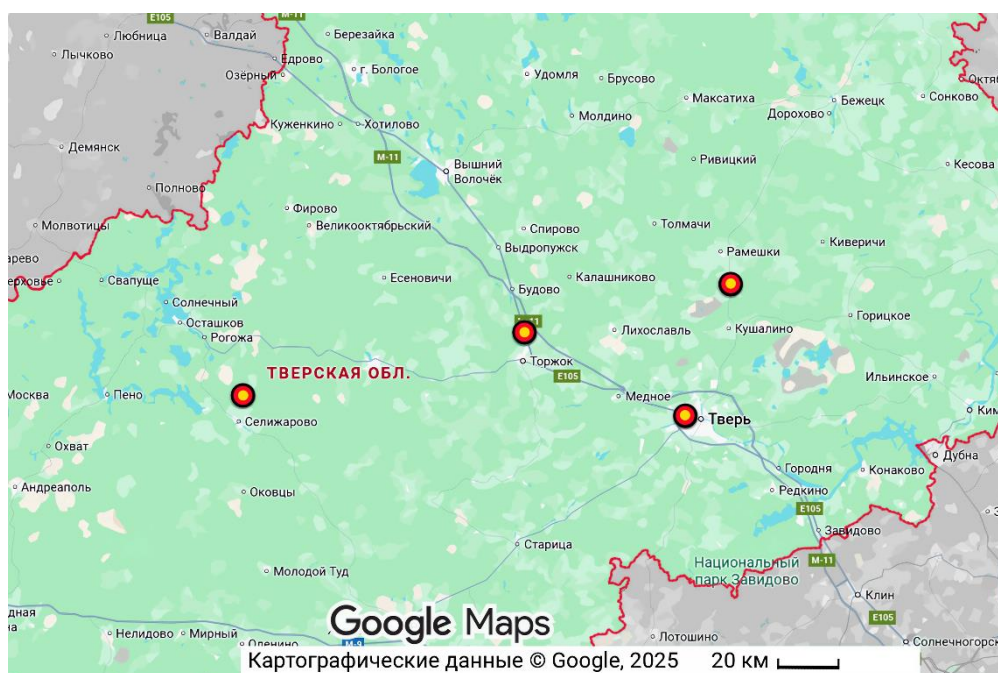 E105
М-11
Любница
Валдай
Березайка
Лычково
Едрово
Озёрный
г. Бологое
Удомля
Брусово
Максатиха
Бежецк
Сонково
Дорохово
Молдино
Куженкино
Хотилово
М-11
Демянск
Вышний
Волочёк
Ривицкий
Кесова
Полново
Молвотицы
Фирово
Великооктябрьский
Спирово
Толмачи
Выдропужск
Рамешки
Киверичи
Свапуще
Есеновичи
Калашниково
Будово
Солнечный
Осташков
Рогожа
Лихославль
Кушалино
Горицкое
Торжок
ТВЕРСКАЯ ОБЛ.
E105
Ильинское
Москва
Пено
Медное
Селижарово
Тверь
Охват
Дубна
Городня
Конаково
Андреаполь
Оковцы
Редкино
E105
Завидово
Старица
Национальный
парк Завидово
М-11
Молодой Туд
Клин
E105
Google Maps
Нелидово
Мирный
Оленино
М-9
Лотошино
Солнечногорск
Картографические данные © Google, 2025
20 км